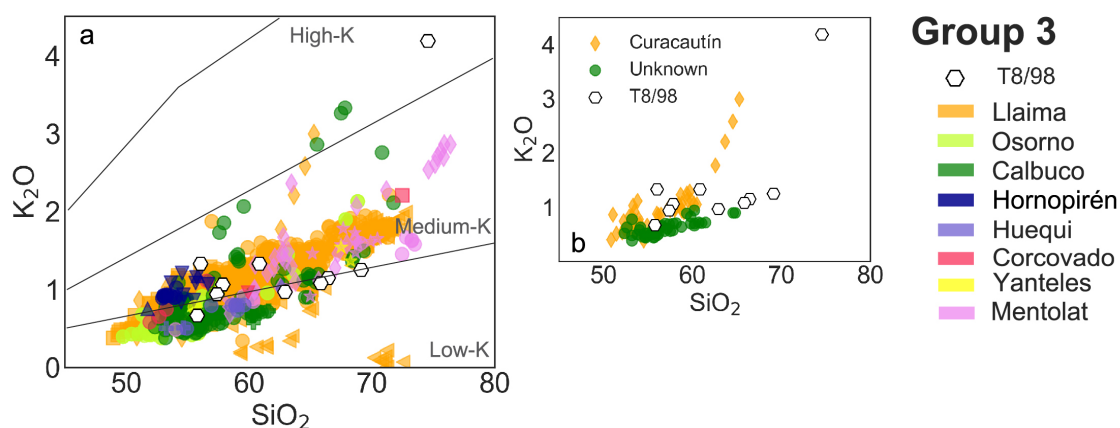 a
High-K
Medium-K
Low-K
K₂O
4
3
2
1
0
50
60
70
80
SiO₂
Curacautín
Unknown
T8/98
b
K₂O
4
3
2
1
50
60
70
80
SiO₂
Group 3
T8/98
Llaima
Osorno
Calbuco
Hornopirén
Huequi
Corcovado
Yanteles
Mentolat